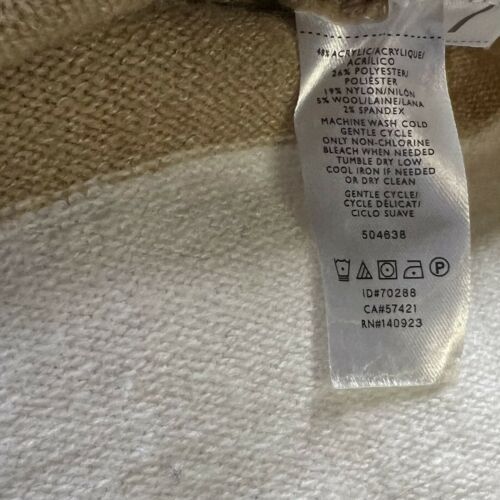 48% ACRYLIC/ACRYLIQUE/
ACRÍLICO
26% POLYESTER/
POLIÉSTER
19% NYLON/NILÓN
5% WOOL/LAINE/LANA
2% SPANDEX
MACHINE WASH COLD
GENTLE CYCLE
ONLY NON-CHLORINE
BLEACH WHEN NEEDED
TUMBLE DRY LOW
COOL IRON IF NEEDED
OR DRY CLEAN
GENTLE CYCLE/
CYCLE DÉLICAT/
CICLO SUAVE
504638
P
ID#70288
CA#57421
RN#140923